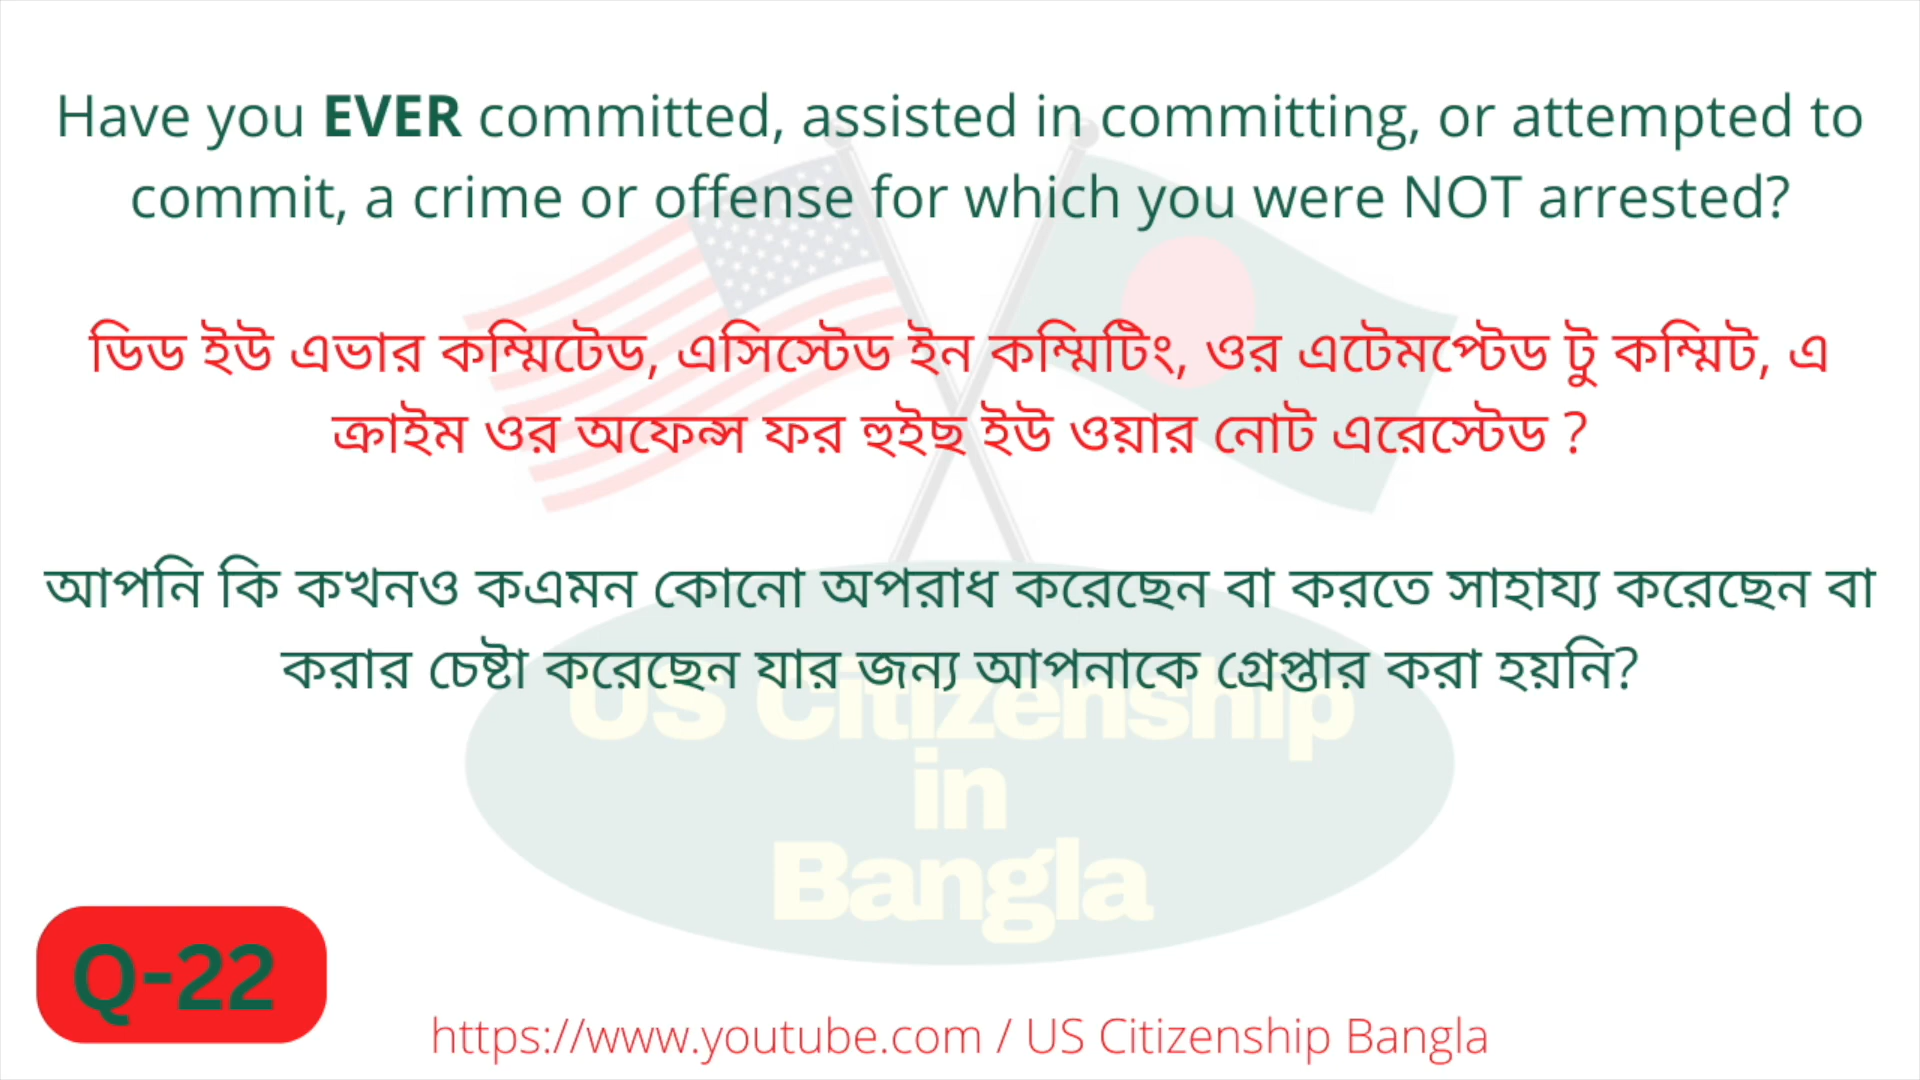 Have you EVER committed, assisted in committing, or attempted to
commit, a crime or offense for which you were NOT arrested?
ডিড ইউ এভার কম্মিটেড, এসিস্টেড ইন কম্মিটিং, ওর এটেমপ্টেড টু কম্মিট, এ
ক্রাইম ওর অফেন্স ফর হুইছ ইউ ওয়ার নোট এরেস্টেড ?
আপনি কি কখনও কএমন কোনো অপরাধ করেছেন বা করতে সাহায্য করেছেন বা
করার চেষ্টা করেছেন যার জন্য আপনাকে গ্রেপ্তার করা হয়নি?
US Citizenship
in
Bangla
Q-22
https://www.youtube.com / US Citizenship Bangla